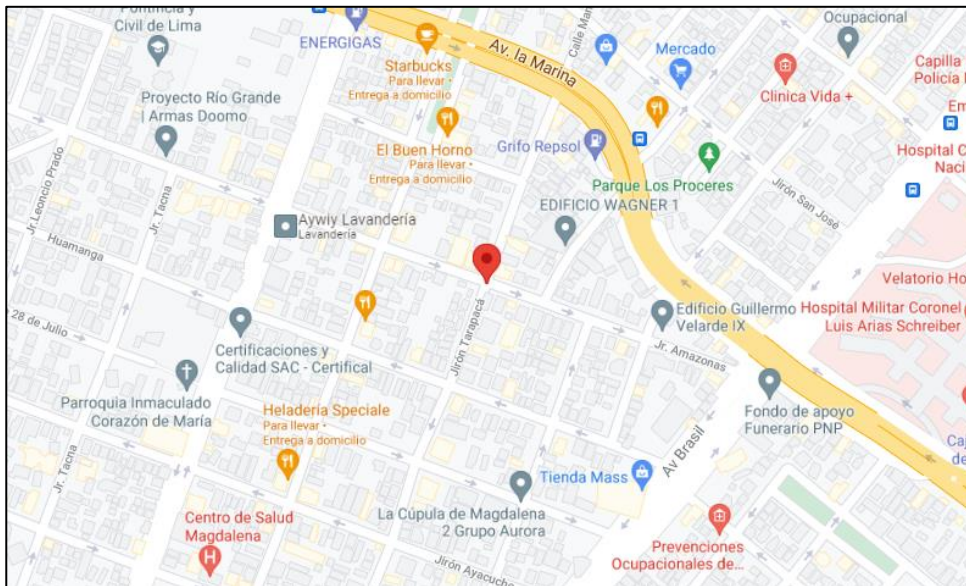 Pontificia y
Civil de Lima
ENERGIGAS
Starbucks
Para llevar •
Entrega a domicilio
Av. la Marina
Calle Mar
Mercado
Ocupacional
Clínica Vida +
Capilla
Policía
Proyecto Río Grande
| Armas Doomo
El Buen Horno
Para llevar •
Entrega a domicilio
Grifo Repsol
Parque Los Proceres
EDIFICIO WAGNER 1
Hospital C
Naci
Jirón San José
Jr. Leoncio Prado
Jr. Tacna
Huamanga
Aywiy Lavandería
Lavandería
28 de Julio
Certificaciones y
Calidad SAC - Certifical
Jirón Tarapacá
Velatorio Ho
Edificio Guillermo
Velarde IX
Hospital Militar Coronel
Luis Arias Schreiber
Jr. Amazonas
Parroquia Inmaculado
Corazón de María
Heladería Speciale
Para llevar •
Entrega a domicilio
Fondo de apoyo
Funerario PNP
Av Brasil
Jr. Tacna
Tienda Mass
La Cúpula de Magdalena
2 Grupo Aurora
Caj
de
Centro de Salud
Magdalena
H
Jirón Ayacucho
Prevenciones
Ocupacionales de...